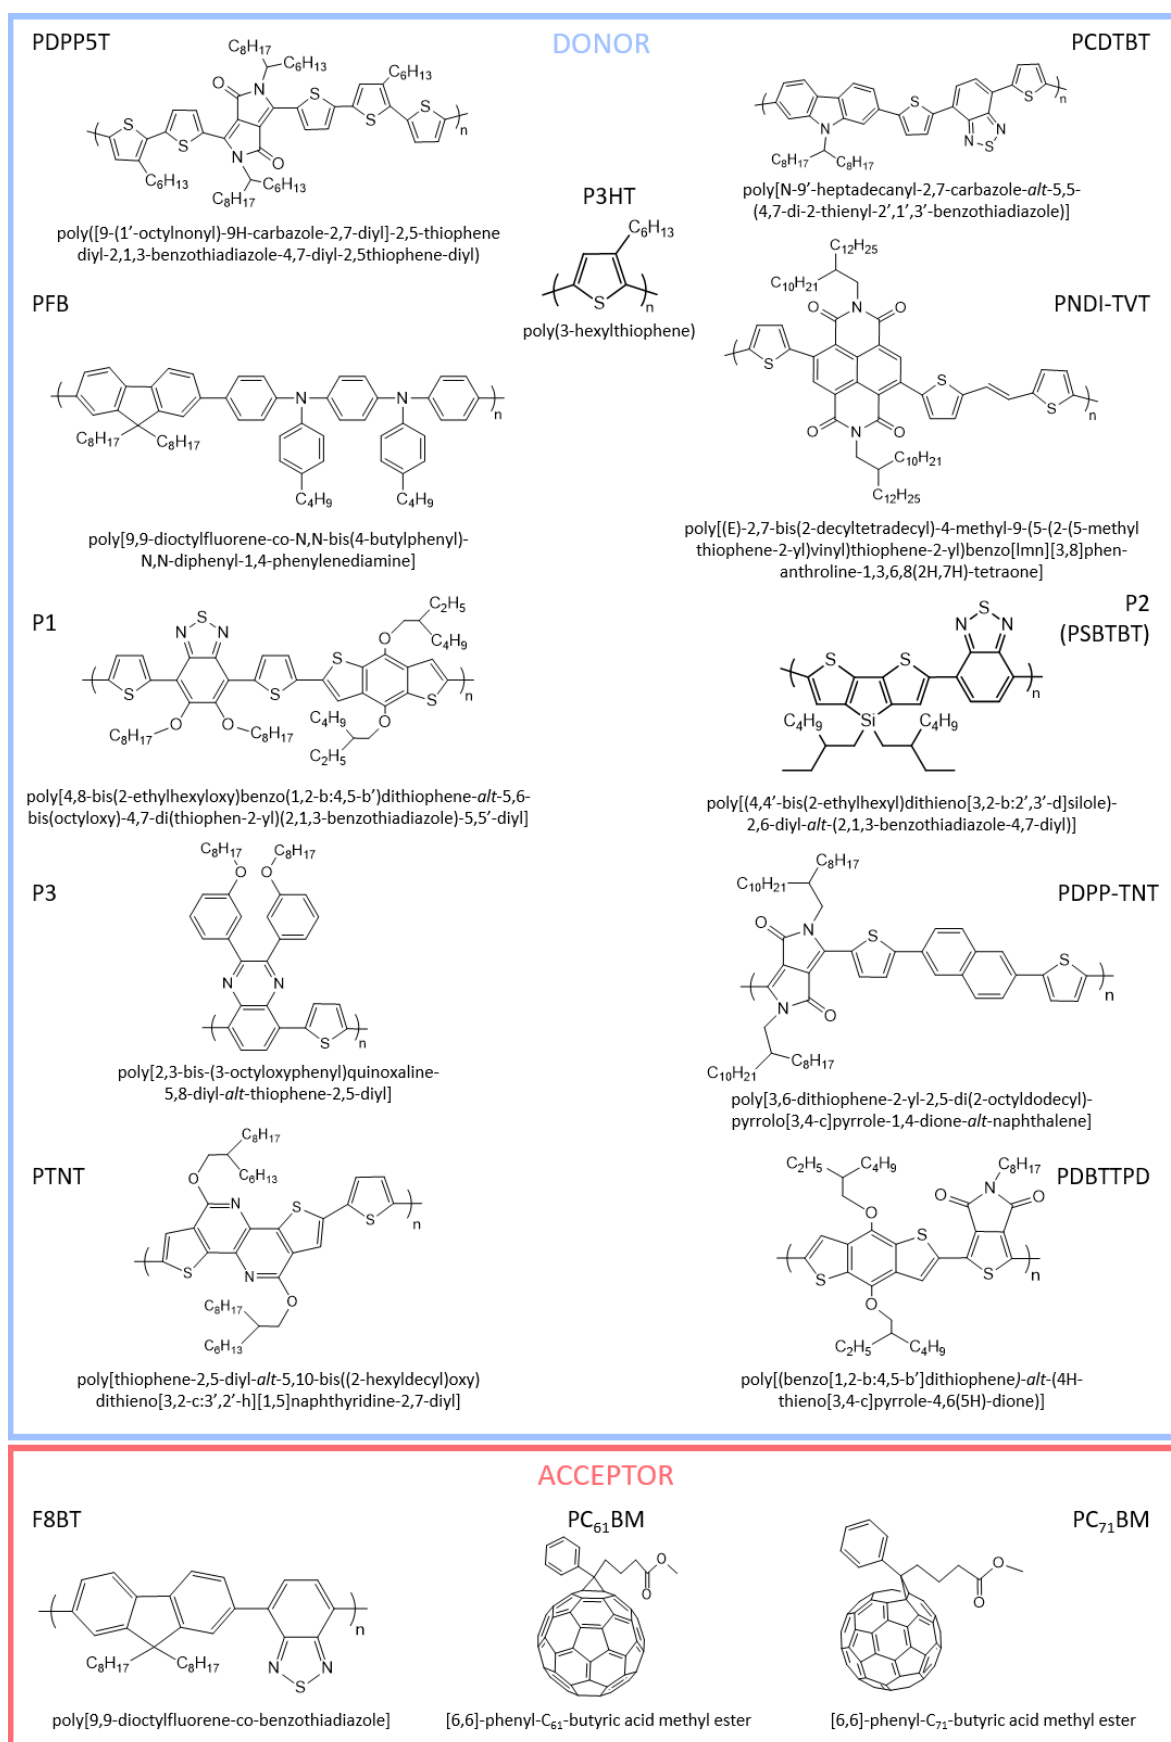 DONOR
PDPP5T
C8H17
C6H13
O
N
S
C6H13
S
S
S
S
n
N
O
C6H13
C8H17
C6H13
poly([9-(1’-octylnonyl)-9H-carbazole-2,7-diyl]-2,5-thiophene
diyl-2,1,3-benzothiadiazole-4,7-diyl-2,5thiophene-diyl)
PCDTBT
S
n
N
S
N
N
S
C8H17
C8H17
poly[N-9’-heptadecanyl-2,7-carbazole-alt-5,5-
(4,7-di-2-thienyl-2’,1’,3’-benzothiadiazole)]
P3HT
C6H13
S
n
poly(3-hexylthiophene)
PFB
N
N
n
C8H17
C8H17
C4H9
C4H9
poly[9,9-dioctylfluorene-co-N,N-bis(4-butylphenyl)-
N,N-diphenyl-1,4-phenylenediamine]
PNDI-TVT
C12H25
C10H21
O
N
O
S
S
S
n
O
N
O
C10H21
C12H25
poly[(E)-2,7-bis(2-decyltetradecyl)-4-methyl-9-(5-(2-(5-methyl
thiophene-2-yl)vinyl)thiophene-2-yl)benzo[lmn][3,8]phen-
anthroline-1,3,6,8(2H,7H)-tetraone]
P1
S
N
N
C2H5
C4H9
O
S
S
S
S
n
O
O
C8H17
C8H17
C4H9
O
C2H5
poly[4,8-bis(2-ethylhexyloxy)benzo(1,2-b:4,5-b’)dithiophene-alt-5,6-
bis(octyloxy)-4,7-di(thiophen-2-yl)(2,1,3-benzothiadiazole)-5,5’-diyl]
P2
(PSBTBT)
S
N
N
S
S
n
C4H9
Si
C4H9
poly[(4,4’-bis(2-ethylhexyl)dithieno[3,2-b:2’,3’-d]silole)-
2,6-diyl-alt-(2,1,3-benzothiadiazole-4,7-diyl)]
P3
C8H17
C8H17
O
O
N
N
S
n
poly[2,3-bis-(3-octyloxyphenyl)quinoxaline-
5,8-diyl-alt-thiophene-2,5-diyl]
PDPP-TNT
C8H17
C10H21
O
N
S
S
n
N
O
C8H17
C10H21
poly[3,6-dithiophene-2-yl-2,5-di(2-octyldodecyl)-
pyrrolo[3,4-c]pyrrole-1,4-dione-alt-naphthalene]
PTNT
C8H17
C6H13
O
N
S
S
n
S
N
O
C8H17
C6H13
poly[thiophene-2,5-diyl-alt-5,10-bis((2-hexyldecyl)oxy)
dithieno[3,2-c:3’,2’-h][1,5]naphthyridine-2,7-diyl]
PDBTTPD
C2H5
C4H9
C8H17
N
O
O
O
S
S
S
n
O
C2H5
C4H9
poly[(benzo[1,2-b:4,5-b’]dithiophene)-alt-(4H-
thieno[3,4-c]pyrrole-4,6(5H)-dione)]
ACCEPTOR
F8BT
n
C8H17
C8H17
N
N
S
poly[9,9-dioctylfluorene-co-benzothiadiazole]
PC61BM
O
O
[6,6]-phenyl-C61-butyric acid methyl ester
PC71BM
O
O
[6,6]-phenyl-C71-butyric acid methyl ester